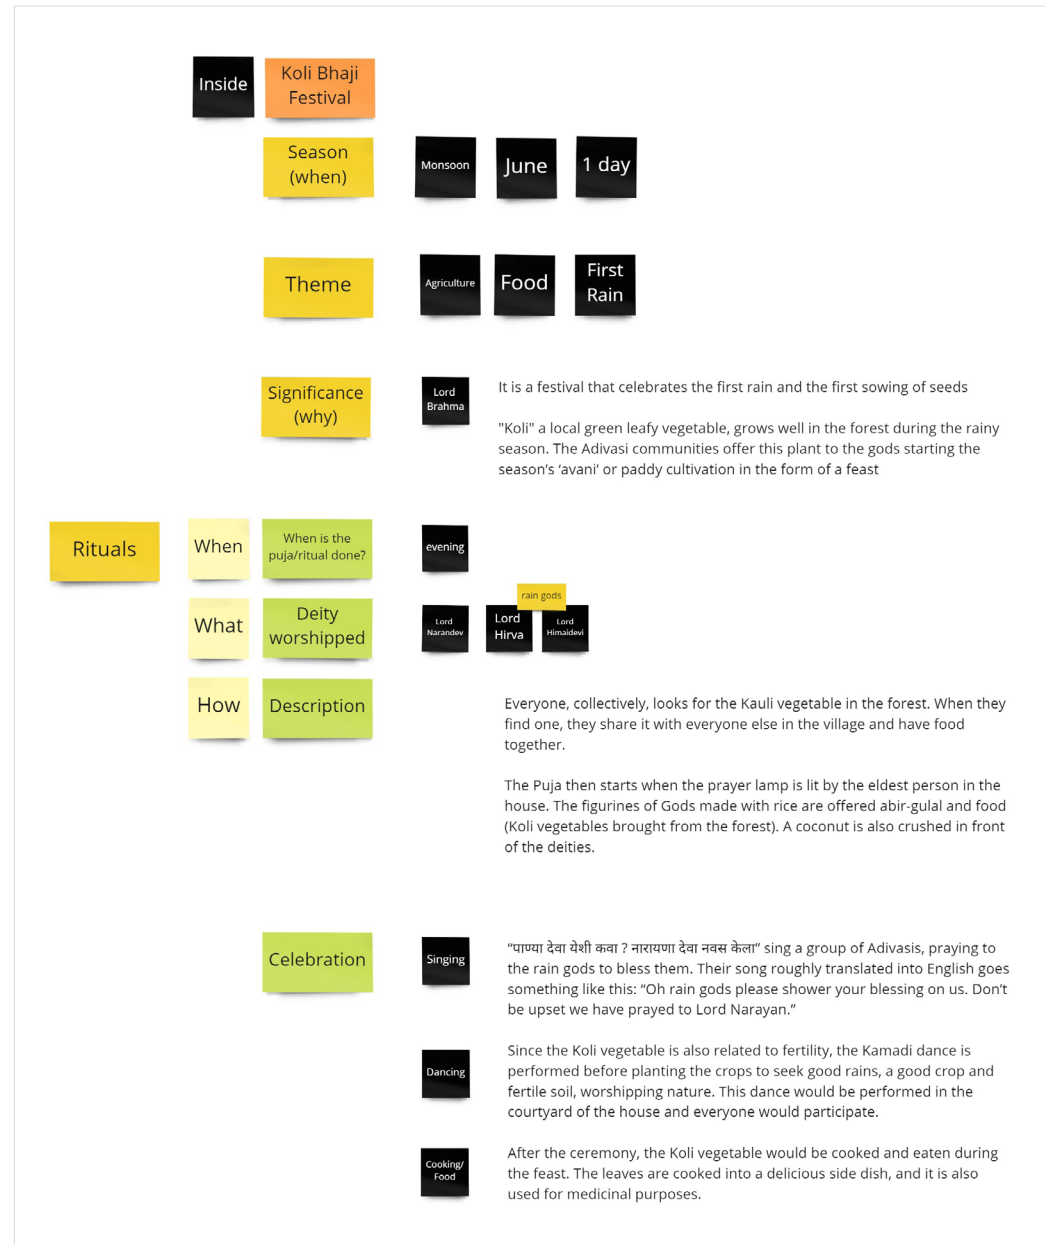 Inside
Koli Bhaji
Festival
Season
(when)
Monsoon
June
1 day
Theme
Agriculture
Food
First
Rain
Significance
(why)
Lord
Brahma
It is a festival that celebrates the first rain and the first sowing of seeds
"Koli" a local green leafy vegetable, grows well in the forest during the rainy
season. The Adivasi communities offer this plant to the gods starting the
season's 'avani' or paddy cultivation in the form of a feast
Rituals
When
When is the
puja/ritual done?
evening
What
Deity
worshipped
Lord
Narandev
rain gods
Lord
Hirva
Lord
Himaidevi
How
Description
Everyone, collectively, looks for the Kauli vegetable in the forest. When they
find one, they share it with everyone else in the village and have food
together.
The Puja then starts when the prayer lamp is lit by the eldest person in the
house. The figurines of Gods made with rice are offered abir-gulal and food
(Koli vegetables brought from the forest). A coconut is also crushed in front
of the deities.
Celebration
Singing
“पाण्या देवा येशी कवा ? नारायणा देवा नवस केला” sing a group of Adivasis, praying to
the rain gods to bless them. Their song roughly translated into English goes
something like this: “Oh rain gods please shower your blessing on us. Don’t
be upset we have prayed to Lord Narayan.”
Dancing
Since the Koli vegetable is also related to fertility, the Kamadi dance is
performed before planting the crops to seek good rains, a good crop and
fertile soil, worshipping nature. This dance would be performed in the
courtyard of the house and everyone would participate.
Cooking/
Food
After the ceremony, the Koli vegetable would be cooked and eaten during
the feast. The leaves are cooked into a delicious side dish, and it is also
used for medicinal purposes.